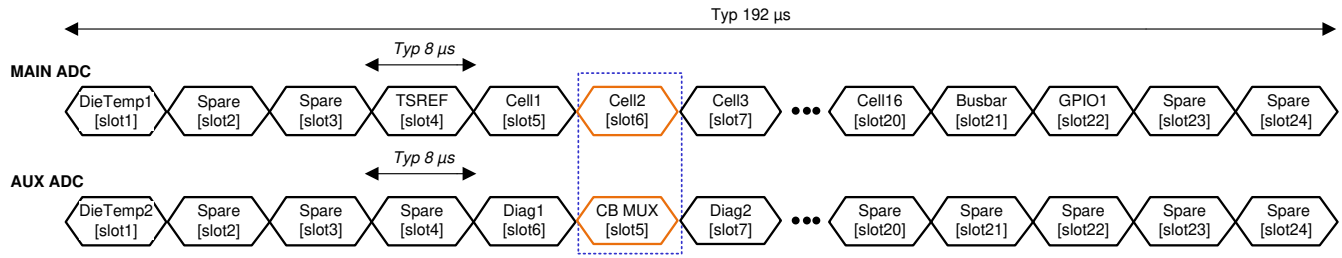 Typ 192 µs
Typ 8 µs
MAIN ADC
DieTemp1 [slot1]
Spare [slot2]
Spare [slot3]
TSREF [slot4]
Cell1 [slot5]
Cell2 [slot6]
Cell3 [slot7]
●●●
Cell16 [slot20]
Busbar [slot21]
GPIO1 [slot22]
Spare [slot23]
Spare [slot24]
Typ 8 µs
AUX ADC
DieTemp2 [slot1]
Spare [slot2]
Spare [slot3]
Spare [slot4]
Diag1 [slot6]
CB MUX [slot5]
Diag2 [slot7]
●●●
Spare [slot20]
Spare [slot21]
Spare [slot22]
Spare [slot23]
Spare [slot24]